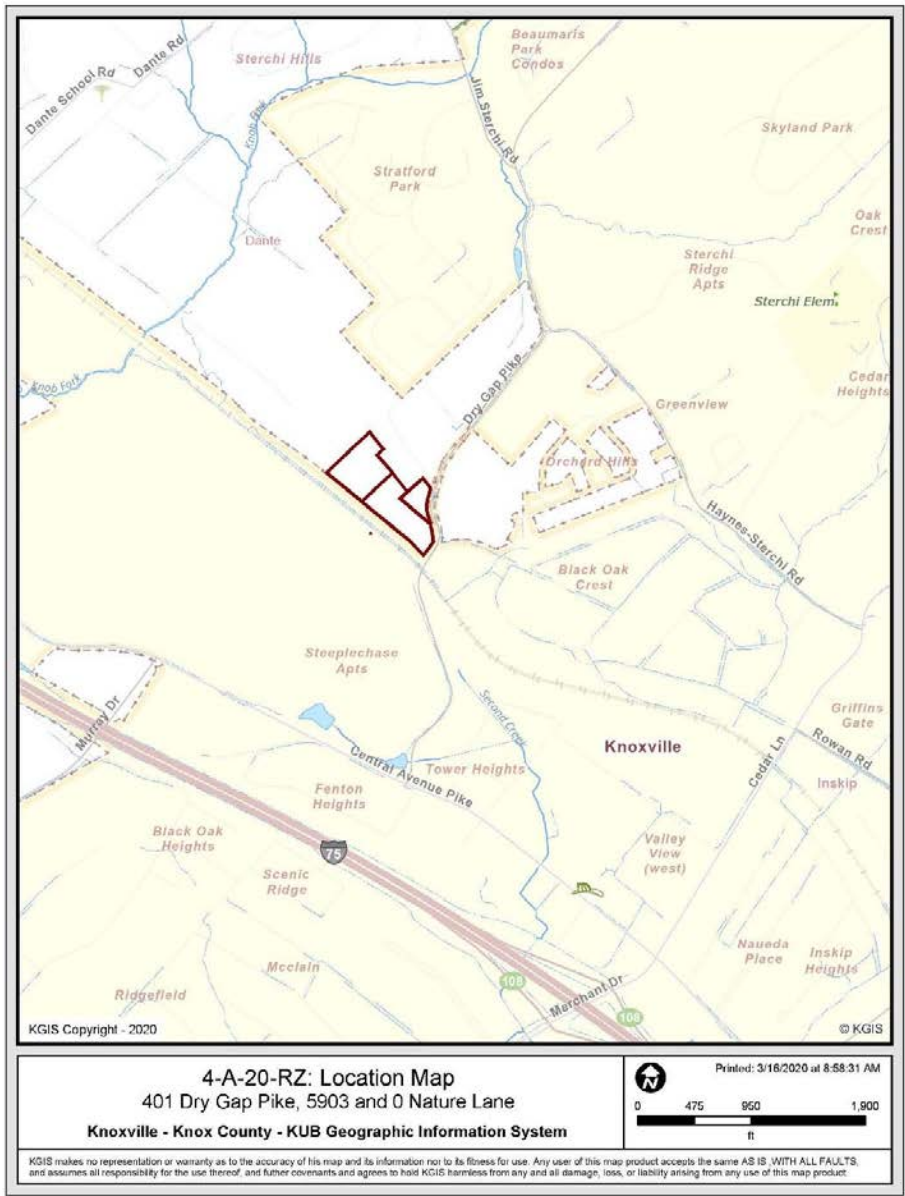 Beaumaris
Park
Condos
Sterchi Hills
Dante Rd
Dante School Rd
Jim Sterchi Rd
Knob Fork
Skyland Park
Stratford
Park
Oak
Crest
Dante
Sterchi
Ridge
Apts
Sterchi Elem.
Knob Fork
Dry Gap Pike
Cedar
Heights
Greenview
Orchard Hills
Haynes-Sterchi Rd
Black Oak
Crest
Steeplechase
Apts
Murray Dr
Second Creek
Griffins
Gate
Knoxville
Cedar Ln
Rowan Rd
Central Avenue Pike
Tower Heights
Inskip
Fenton
Heights
Black Oak
Heights
75
Valley
View
(west)
Scenic
Ridge
Naueda
Place
Inskip
Heights
Mcclain
108
Merchant Dr
Ridgefield
108
KGIS Copyright - 2020
© KGIS
4-A-20-RZ: Location Map
401 Dry Gap Pike, 5903 and 0 Nature Lane
Knoxville - Knox County - KUB Geographic Information System
N
Printed: 3/16/2020 at 8:58:31 AM
0 475 950 1,900
ft
KGIS makes no representation or warranty as to the accuracy of his map and its information nor to its fitness for use. Any user of this map product accepts the same AS IS ,WITH ALL FAULTS,
and assumes all responsibility for the use thereof, and futher covenants and agrees to hold KGIS harmless from any and all damage, loss, or liability arising from any use of this map product